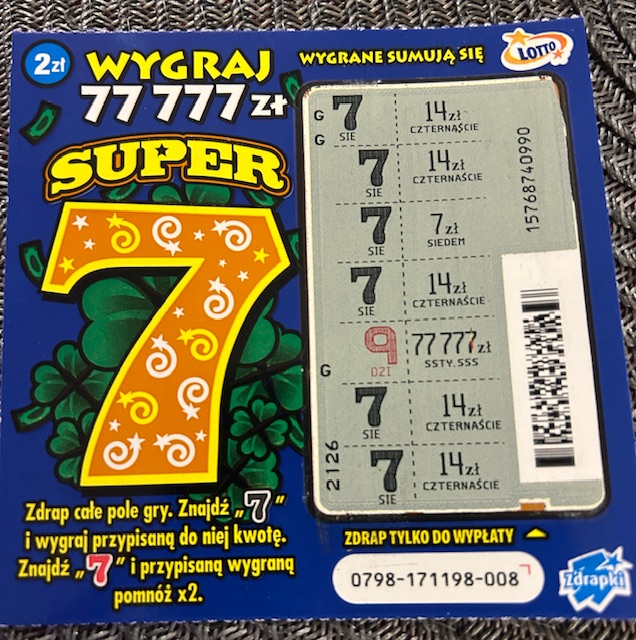 2zł
WYGRAJ
77 777 zł
WYGRANE SUMUJĄ SIĘ
LOTTO
SUPER
7
G
G
7 14zł
SIE CZTERNAŚCIE
7 14zł
SIE CZTERNAŚCIE
7 7zł
SIE SIEDEM
7 14zł
SIE CZTERNAŚCIE
9 77 777zł
DZI SSTY.SSS
G
7 14zł
SIE CZTERNAŚCIE
7 14zł
SIE CZTERNAŚCIE
15768740990
2126
Zdrap całe pole gry. Znajdź „7”
i wygraj przypisaną do niej kwotę.
Znajdź „7” i przypisaną wygraną
pomnóż x2.
ZDRAP TYLKO DO WYPŁATY
0798-171198-008
Zdrapki